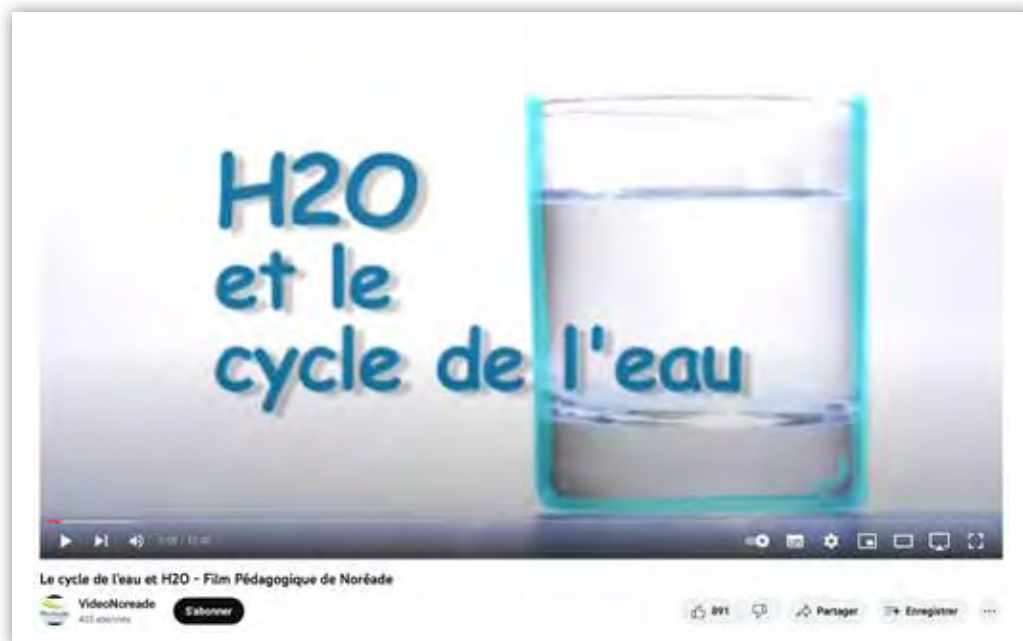 H2O
et le
cycle de l'eau
Le cycle de l'eau et H2O - Film Pédagogique de Noréade
VideoNoreade
S'abonner
891
Partager
Enregistrer